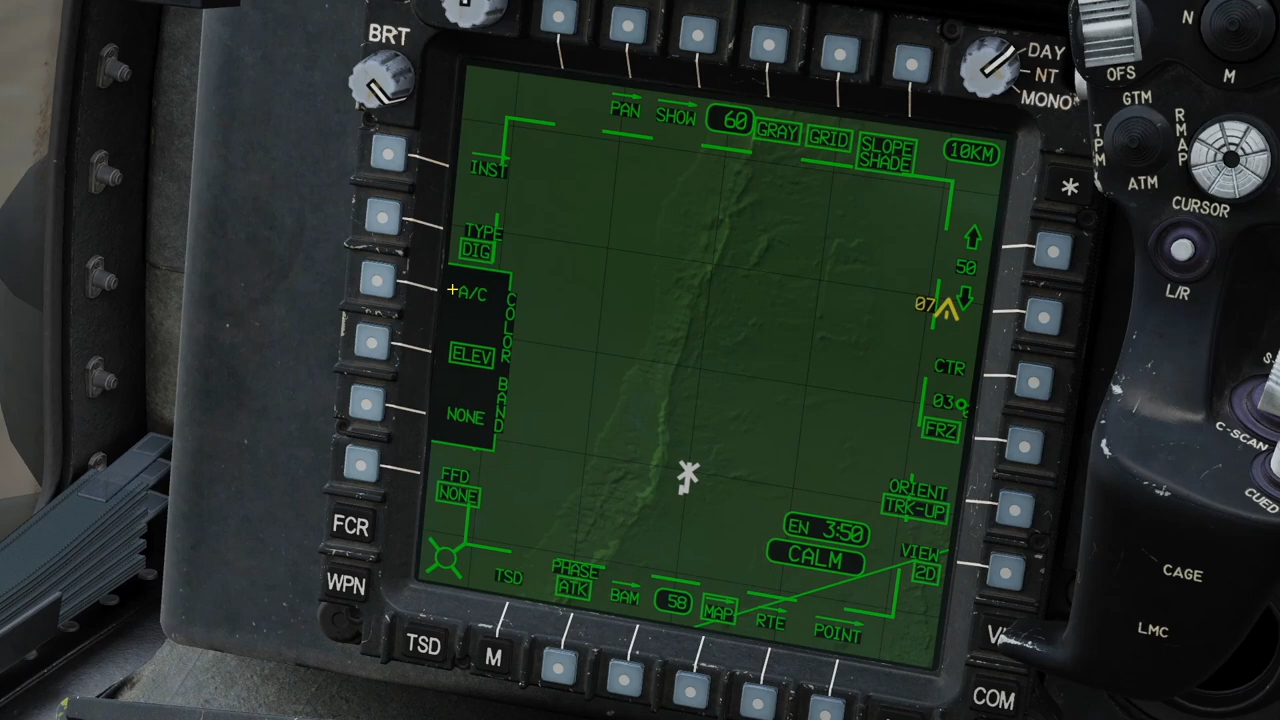 BRT
DAY
NT
MONO
OFS
N
M
GTM
TPM
RMAP
ATM
CURSOR
L/R
PAN
SHOW
60
GRAY
GRID
SLOPE
SHADE
10KM
*
INST
TYPE
DIG
50
07
A/C
COLOR BAND
ELEV
NONE
CTR
03
FRZ
C-SCAN
CUED
FFD
NONE
ORIENT
TRK-UP
EN 3:50
CALM
VIEW
2D
FCR
WPN
TSD
PHASE
ATK
BAM
58
MAP
RTE
POINT
TSD
M
COM
CAGE
LMC